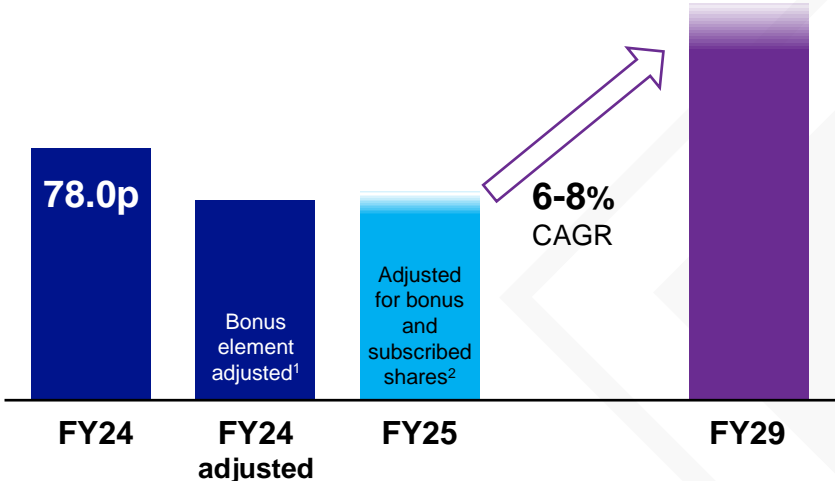 78.0p
Bonus
element
adjusted¹
Adjusted
for bonus
and
subscribed
shares²
6-8%
CAGR
FY24
FY24
adjusted
FY25
FY29